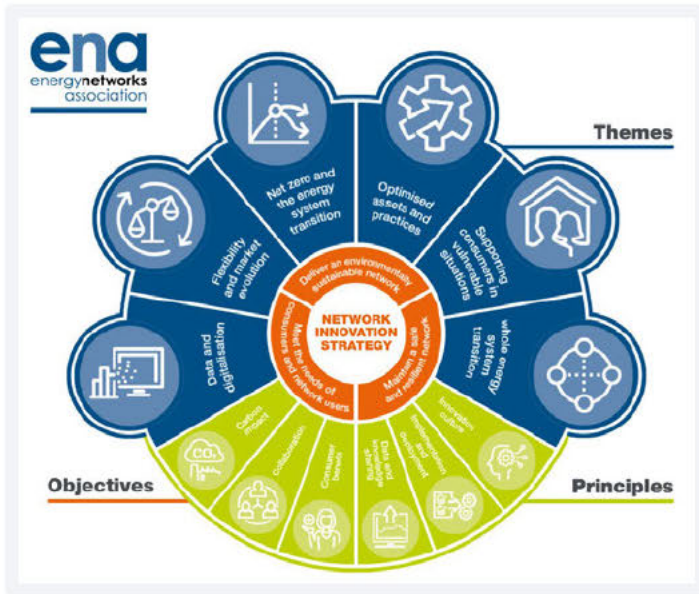 ena
energynetworks
association
Themes
Net zero and
the energy
system
transition
Optimised
assets and
practices
Flexibility
and market
evolution
Supporting
consumers in
vulnerable
situations
Data and
digitalisation
whole energy
system
transition
Deliver an environmentally
sustainable network
Meet the needs of
consumers and network users
Maintain a safe
and resilient network
NETWORK
INNOVATION
STRATEGY
Carbon
impact
Collaboration
Consumer
benefit
Data and
knowledge
sharing
Implementation
and
deployment
Innovation
culture
CO₂
Objectives
Principles